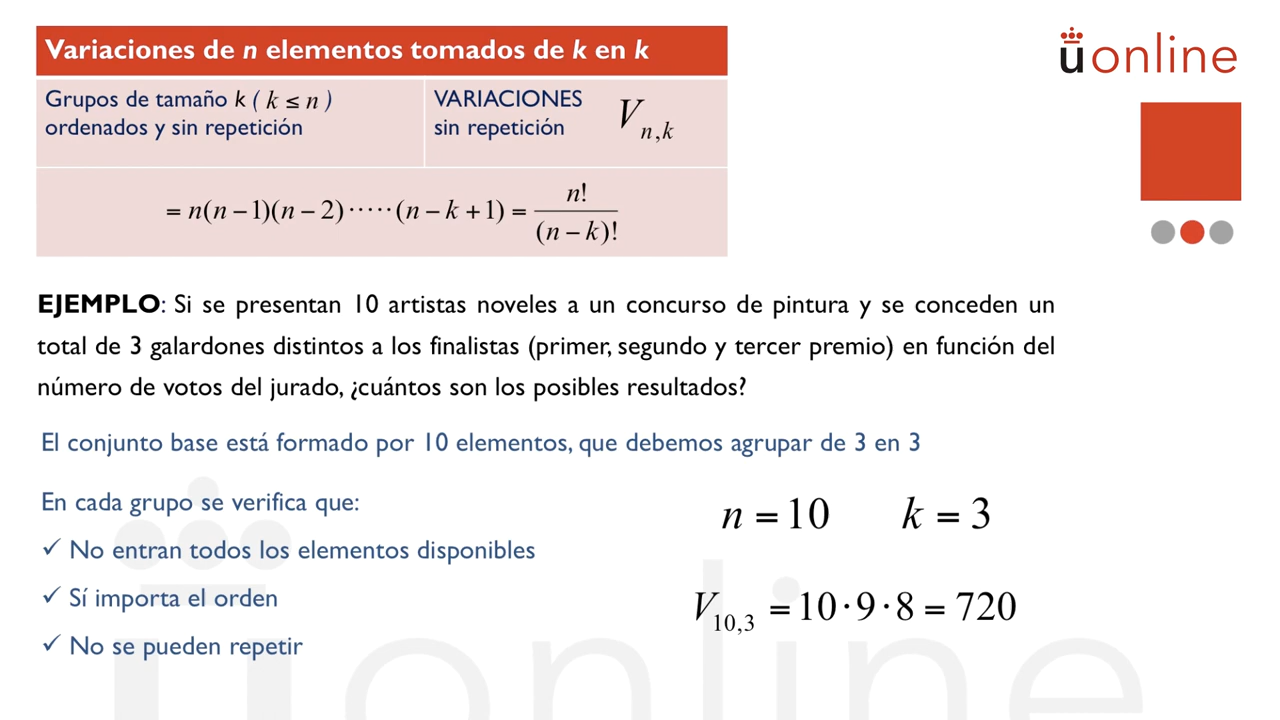 Variaciones de n elementos tomados de k en k
üonline
Grupos de tamaño k ( k ≤ n )
ordenados y sin repetición
VARIACIONES
sin repetición
V n,k
= n(n − 1)(n − 2)·····(n − k + 1) = n! / (n − k)!
EJEMPLO: Si se presentan 10 artistas noveles a un concurso de pintura y se conceden un
total de 3 galardones distintos a los finalistas (primer, segundo y tercer premio) en función del
número de votos del jurado, ¿cuántos son los posibles resultados?
El conjunto base está formado por 10 elementos, que debemos agrupar de 3 en 3
En cada grupo se verifica que:
✓ No entran todos los elementos disponibles
✓ Sí importa el orden
✓ No se pueden repetir
n = 10 k = 3
V 10,3 = 10·9·8 = 720
üonline